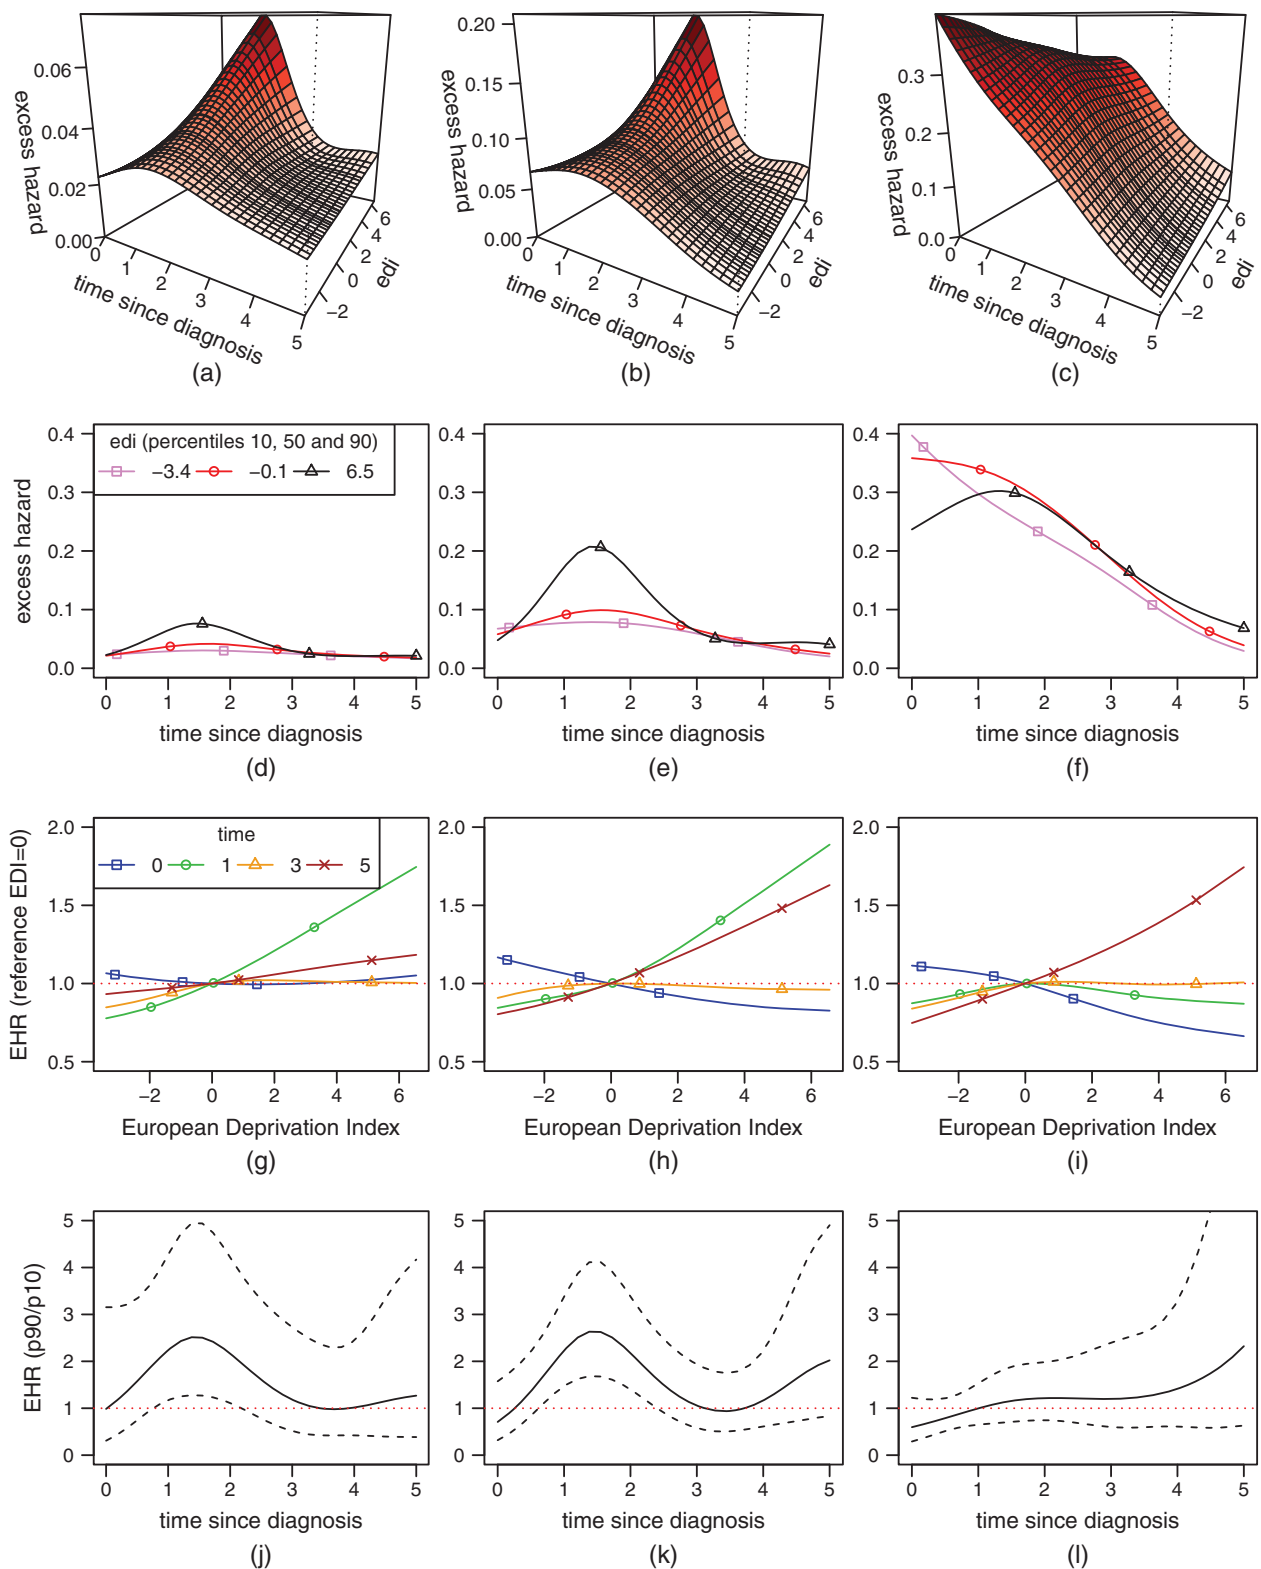 0.06
0.04
0.02
0.00
excess hazard
0
1
2
3
4
5
time since diagnosis
−2
0
2
4
6
edi
(a)
0.20
0.15
0.10
0.05
0.00
excess hazard
0
1
2
3
4
5
time since diagnosis
−2
0
2
4
6
edi
(b)
0.3
0.2
0.1
0.0
excess hazard
0
1
2
3
4
5
time since diagnosis
−2
0
2
4
6
edi
(c)
excess hazard
0.4
0.3
0.2
0.1
0.0
edi (percentiles 10, 50 and 90)
−3.4 −0.1 6.5
0 1 2 3 4 5
time since diagnosis
(d)
0.4
0.3
0.2
0.1
0.0
0 1 2 3 4 5
time since diagnosis
(e)
0.4
0.3
0.2
0.1
0.0
0 1 2 3 4 5
time since diagnosis
(f)
EHR (reference EDI=0)
2.0
1.5
1.0
0.5
time
0 1 3 5
−2 0 2 4 6
European Deprivation Index
(g)
2.0
1.5
1.0
0.5
−2 0 2 4 6
European Deprivation Index
(h)
2.0
1.5
1.0
0.5
−2 0 2 4 6
European Deprivation Index
(i)
EHR (p90/p10)
5
4
3
2
1
0
0 1 2 3 4 5
time since diagnosis
(j)
5
4
3
2
1
0
0 1 2 3 4 5
time since diagnosis
(k)
5
4
3
2
1
0
0 1 2 3 4 5
time since diagnosis
(l)